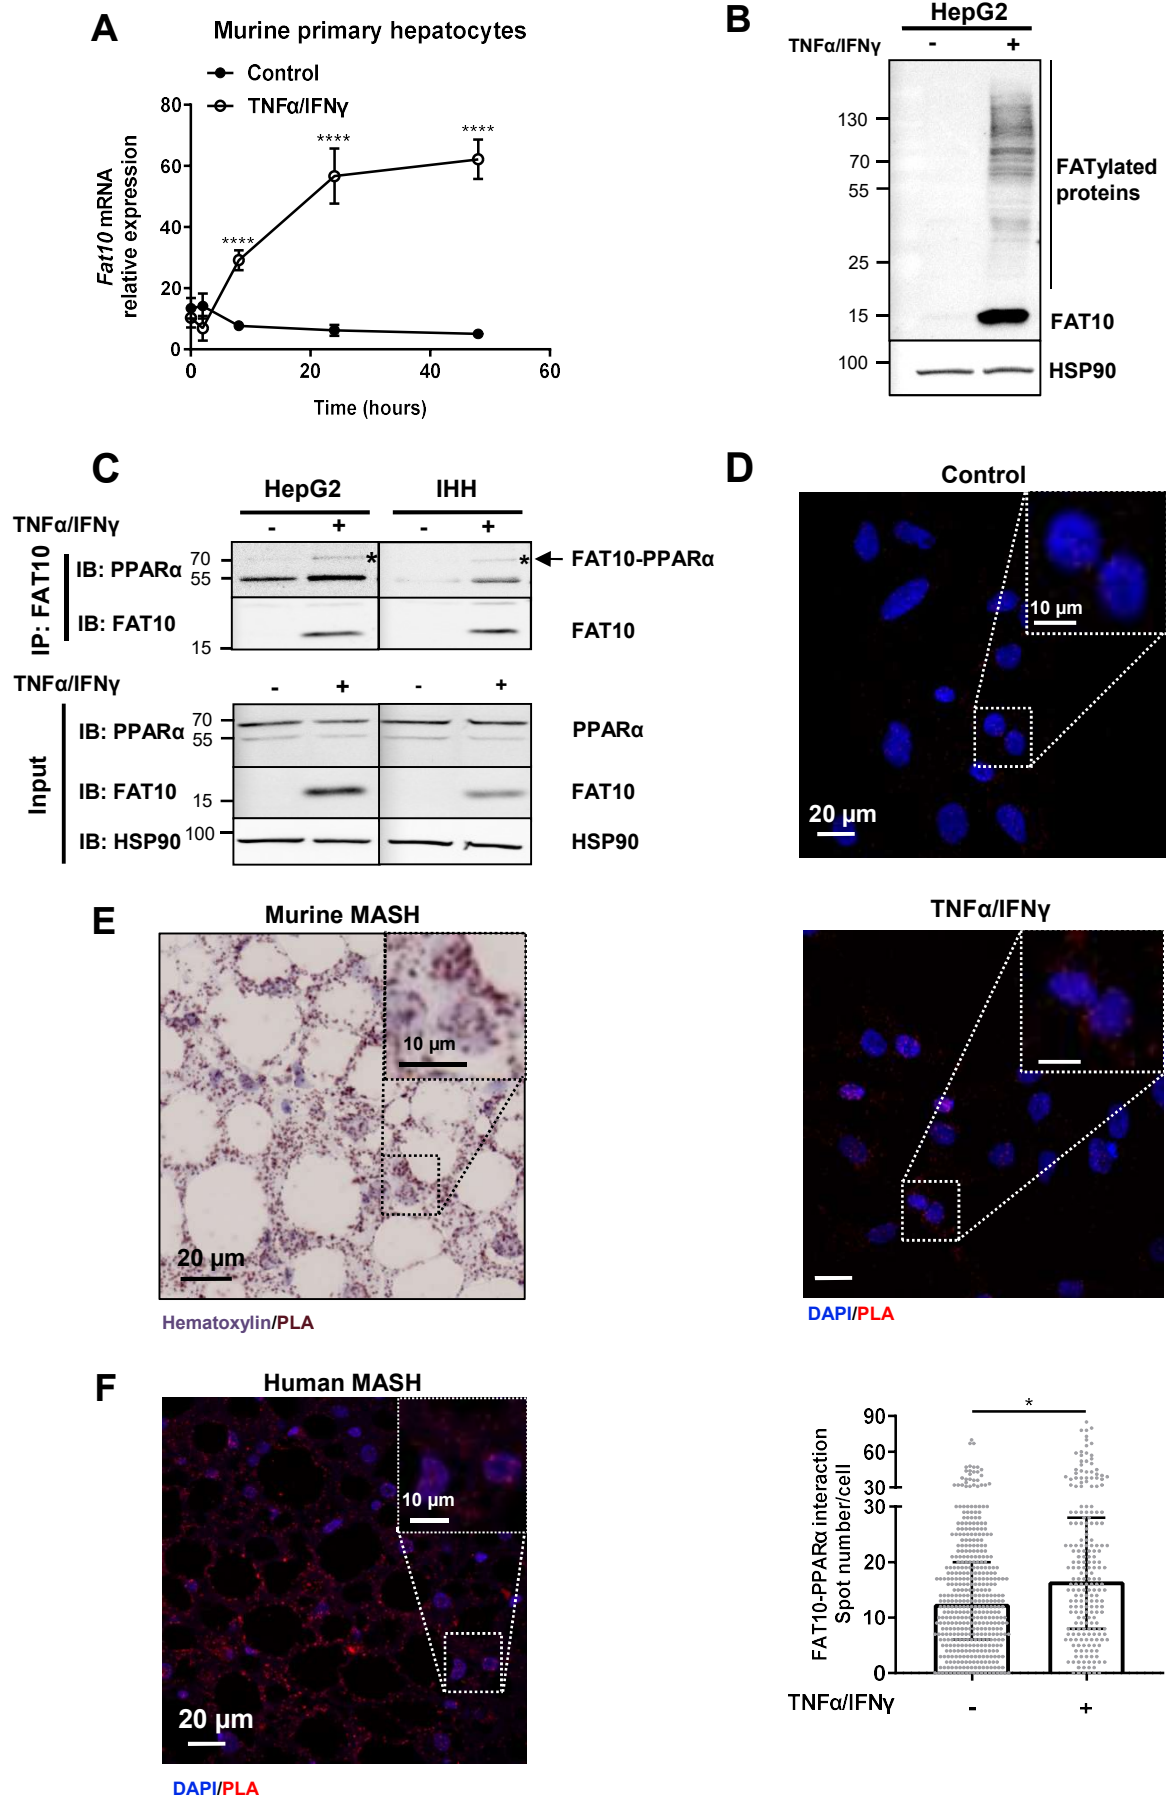 A
Murine primary hepatocytes
Control
TNFα/IFNγ
Fat10 mRNA
relative expression
80
60
40
20
0
****
****
****
0
20
40
60
Time (hours)
B
HepG2
TNFα/IFNγ
-
+
130
70
55
25
15
100
FATylated
proteins
FAT10
HSP90
C
HepG2
IHH
TNFα/IFNγ
-
+
-
+
IP: FAT10
IB: PPARα
70
55
*
*
FAT10-PPARα
IB: FAT10
15
FAT10
TNFα/IFNγ
-
+
-
+
Input
IB: PPARα
70
55
PPARα
IB: FAT10
15
FAT10
IB: HSP90
100
HSP90
D
Control
10 µm
20 µm
TNFα/IFNγ
DAPI/PLA
FAT10-PPARα interaction
Spot number/cell
90
60
30
30
20
10
0
*
TNFα/IFNγ
-
+
E
Murine MASH
10 µm
20 µm
Hematoxylin/PLA
F
Human MASH
10 µm
20 µm
DAPI/PLA